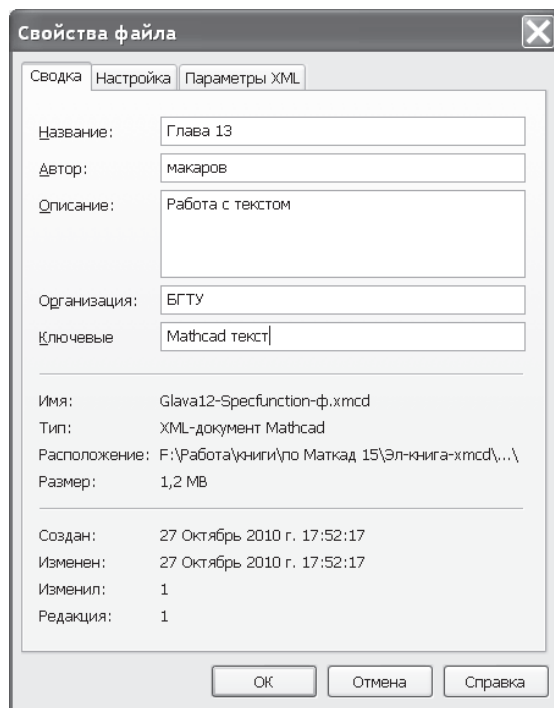 Свойства файла
Сводка Настройка Параметры XML
Название: Глава 13
Автор: макаров
Описание: Работа с текстом
Организация: БГТУ
Ключевые Mathcad текст
Имя: Glava12-Specfunction-ф.xmcd
Тип: XML-документ Mathcad
Расположение: F:\Работа\книги\по Маткад 15\Эл-книга-xmcd\...\
Размер: 1,2 MB
Создан: 27 Октябрь 2010 г. 17:52:17
Изменен: 27 Октябрь 2010 г. 17:52:17
Изменил: 1
Редакция: 1
ОК Отмена Справка